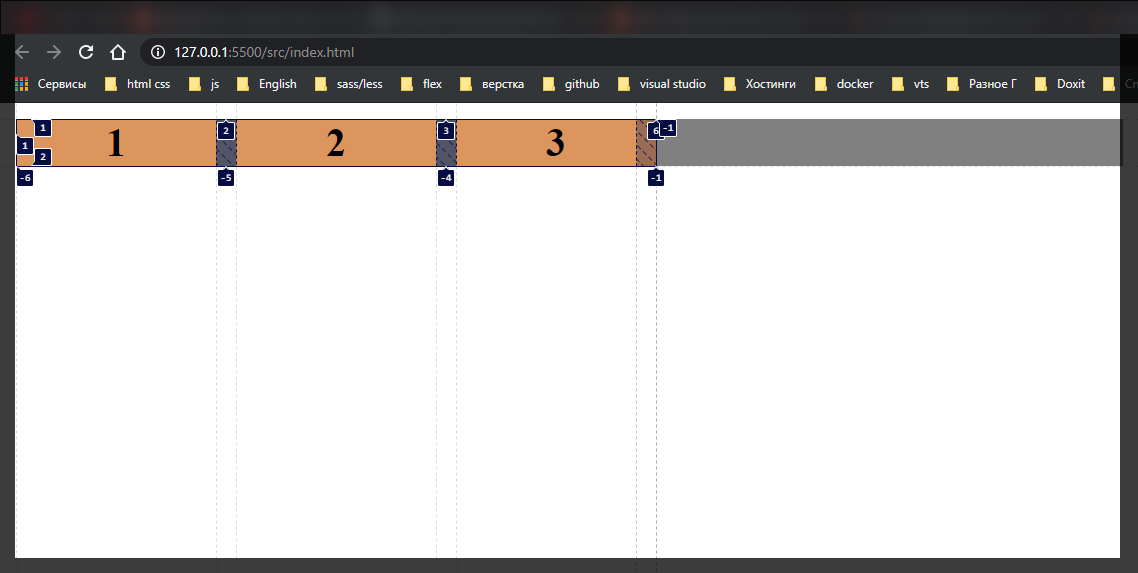 127.0.0.1:5500/src/index.html
Сервисы html css js English sass/less flex верстка github visual studio Хостинги docker vts Разное Г Doxit
1 2 3 6 -1
1 1 2 3
2
-6 -5 -4 -1